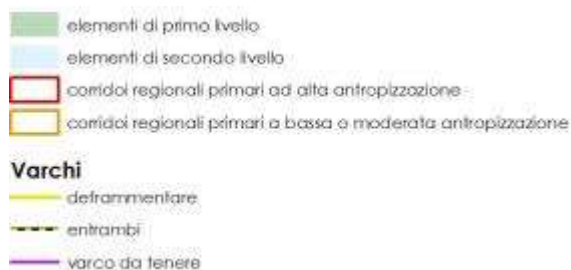 elementi di primo livello
elementi di secondo livello
corridoi regionali primari ad alta antropizzazione
corridoi regionali primari a bassa o moderata antropizzazione
Varchi
deframmentare
entrambi
varco da tenere